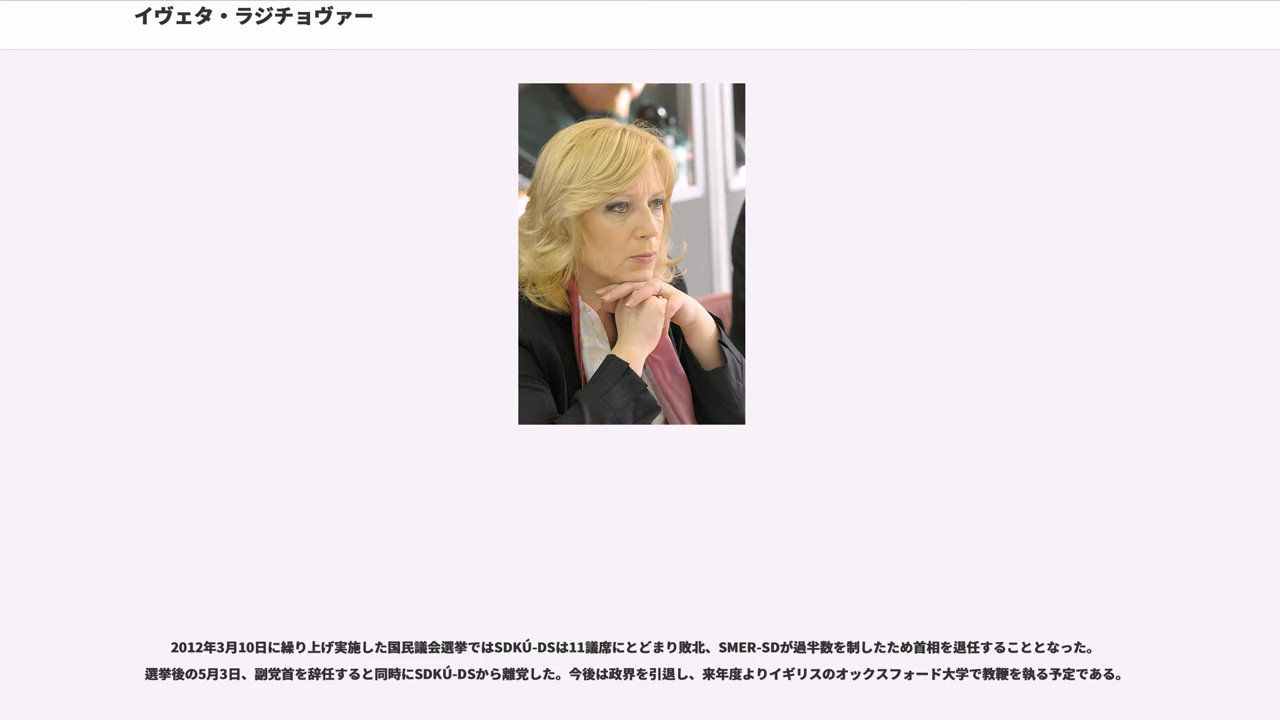 イヴェタ・ラジチョヴァー
2012年3月10日に繰り上げ実施した国民議会選挙ではSDKÚ-DSは11議席にとどまり敗北、SMER-SDが過半数を制したため首相を退任することとなった。
選挙後の5月3日、副党首を辞任すると同時にSDKÚ-DSから離党した。今後は政界を引退し、来年度よりイギリスのオックスフォード大学で教鞭を執る予定である。